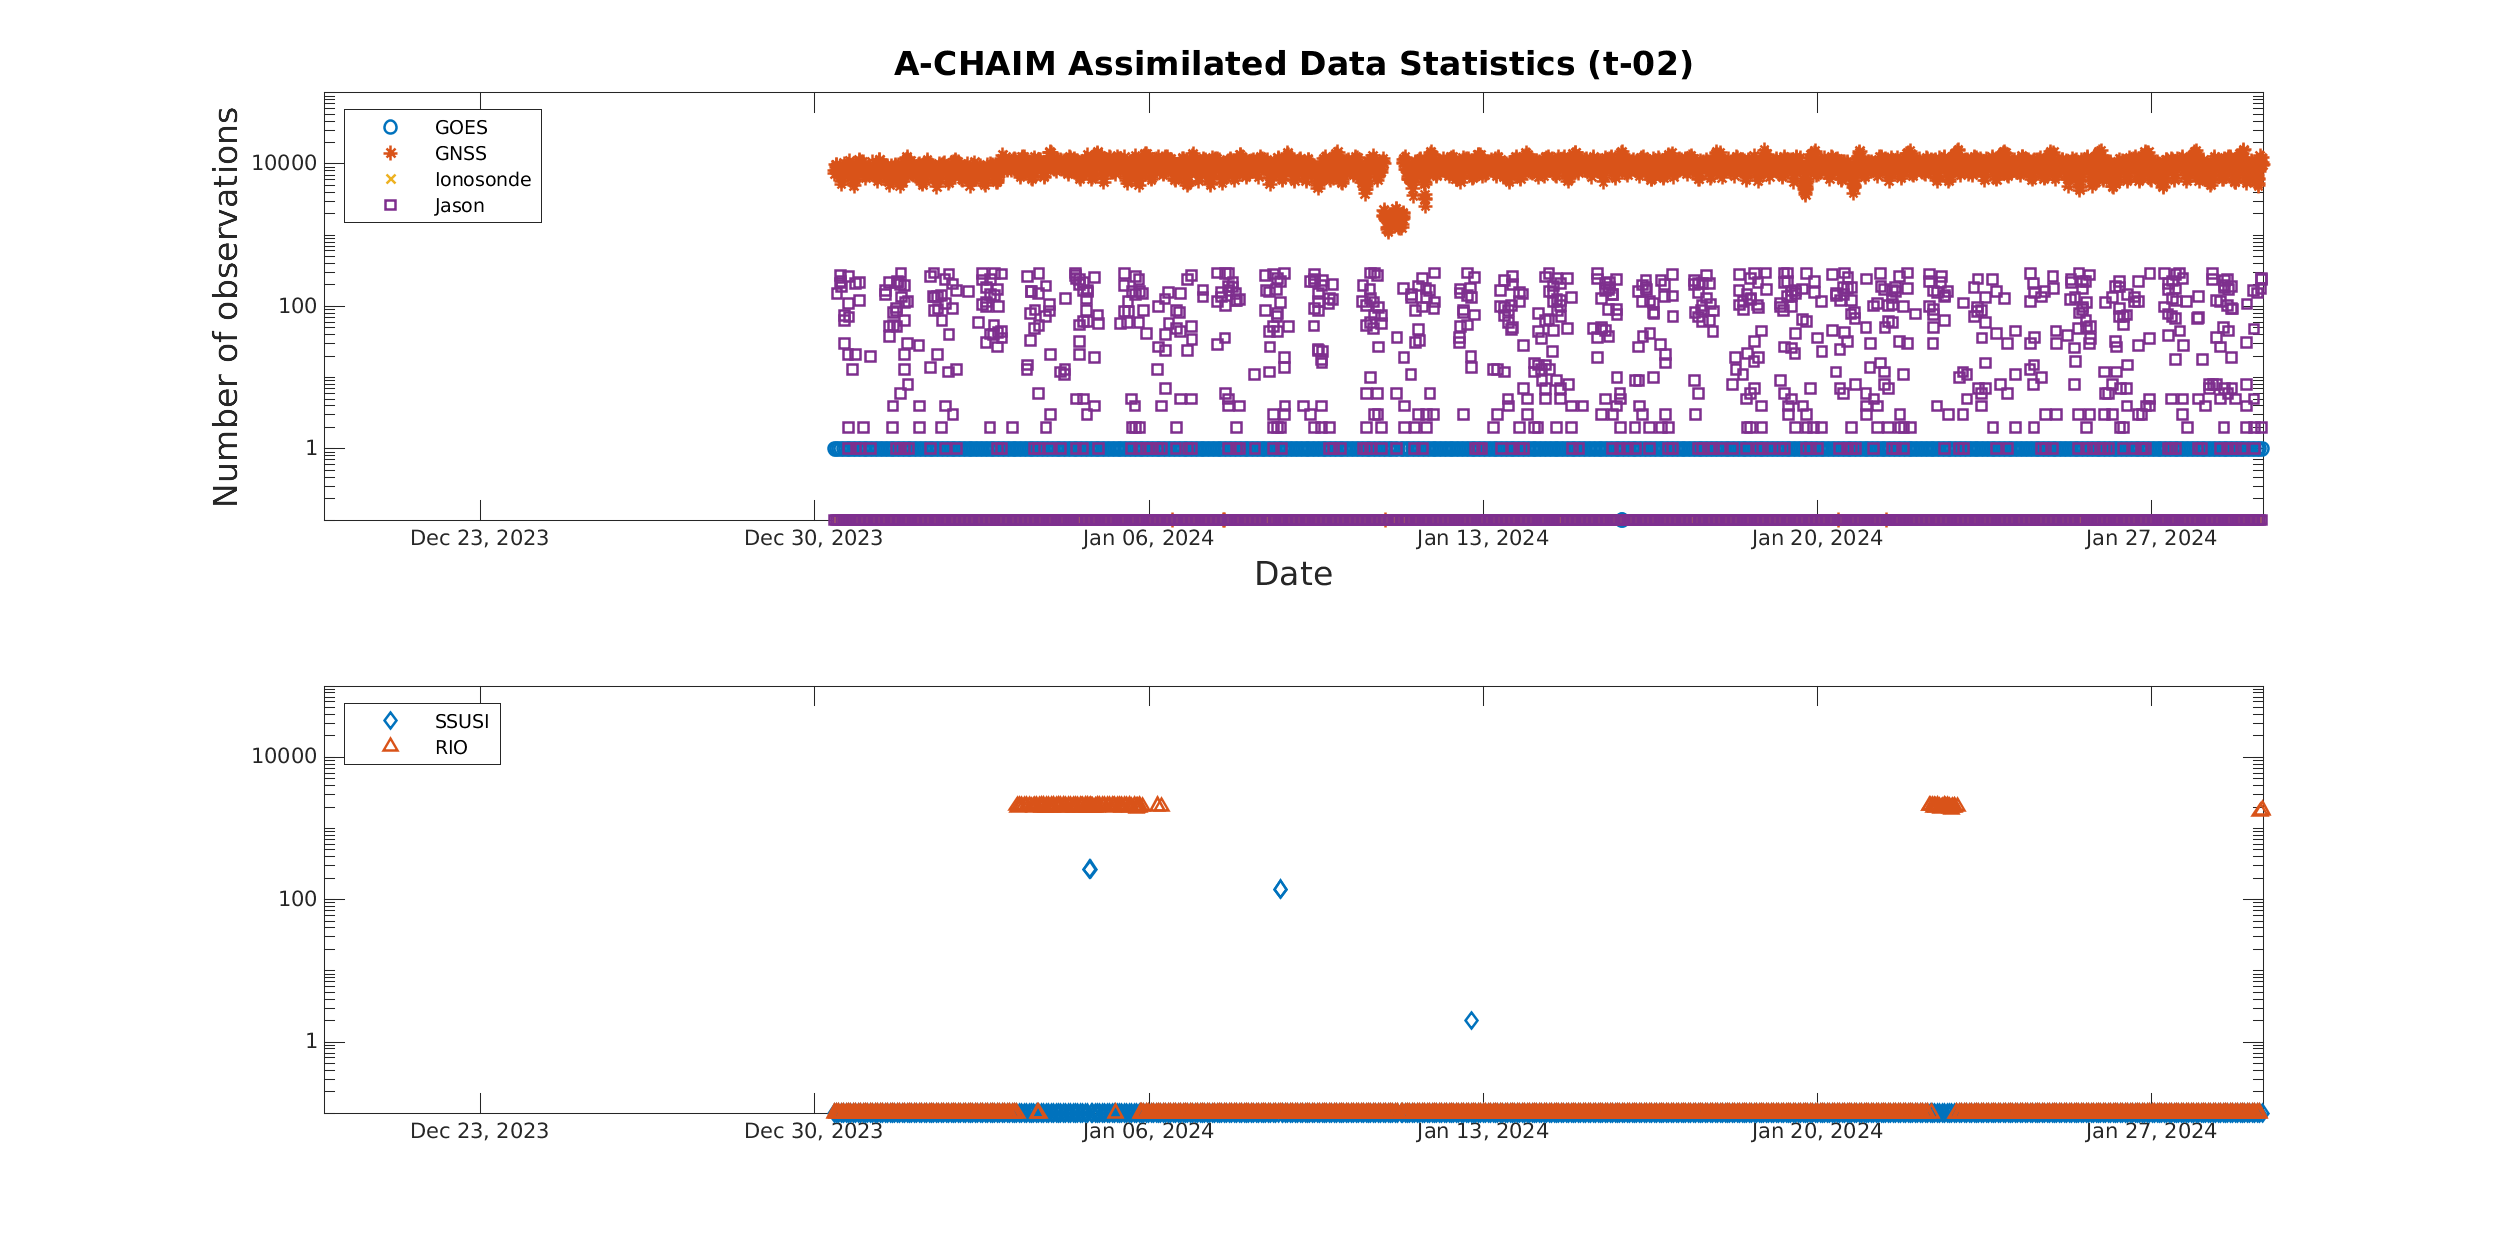 A-CHAIM Assimilated Data Statistics (t-02)
Number of observations
10000
100
1
GOES
GNSS
Ionosonde
Jason
Dec 23, 2023
Dec 30, 2023
Jan 06, 2024
Jan 13, 2024
Jan 20, 2024
Jan 27, 2024
Date
10000
100
1
SSUSI
RIO
Dec 23, 2023
Dec 30, 2023
Jan 06, 2024
Jan 13, 2024
Jan 20, 2024
Jan 27, 2024